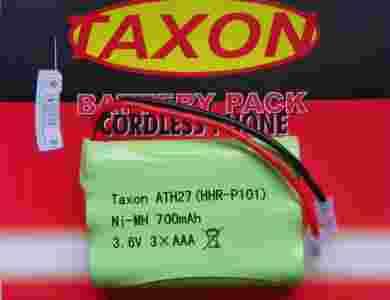 TAXON
BATTERY PACK
CORDLESS PHONE
Taxon ATH27(HHR-P101)
Ni-MH 700mAh
3.6V 3×AAA